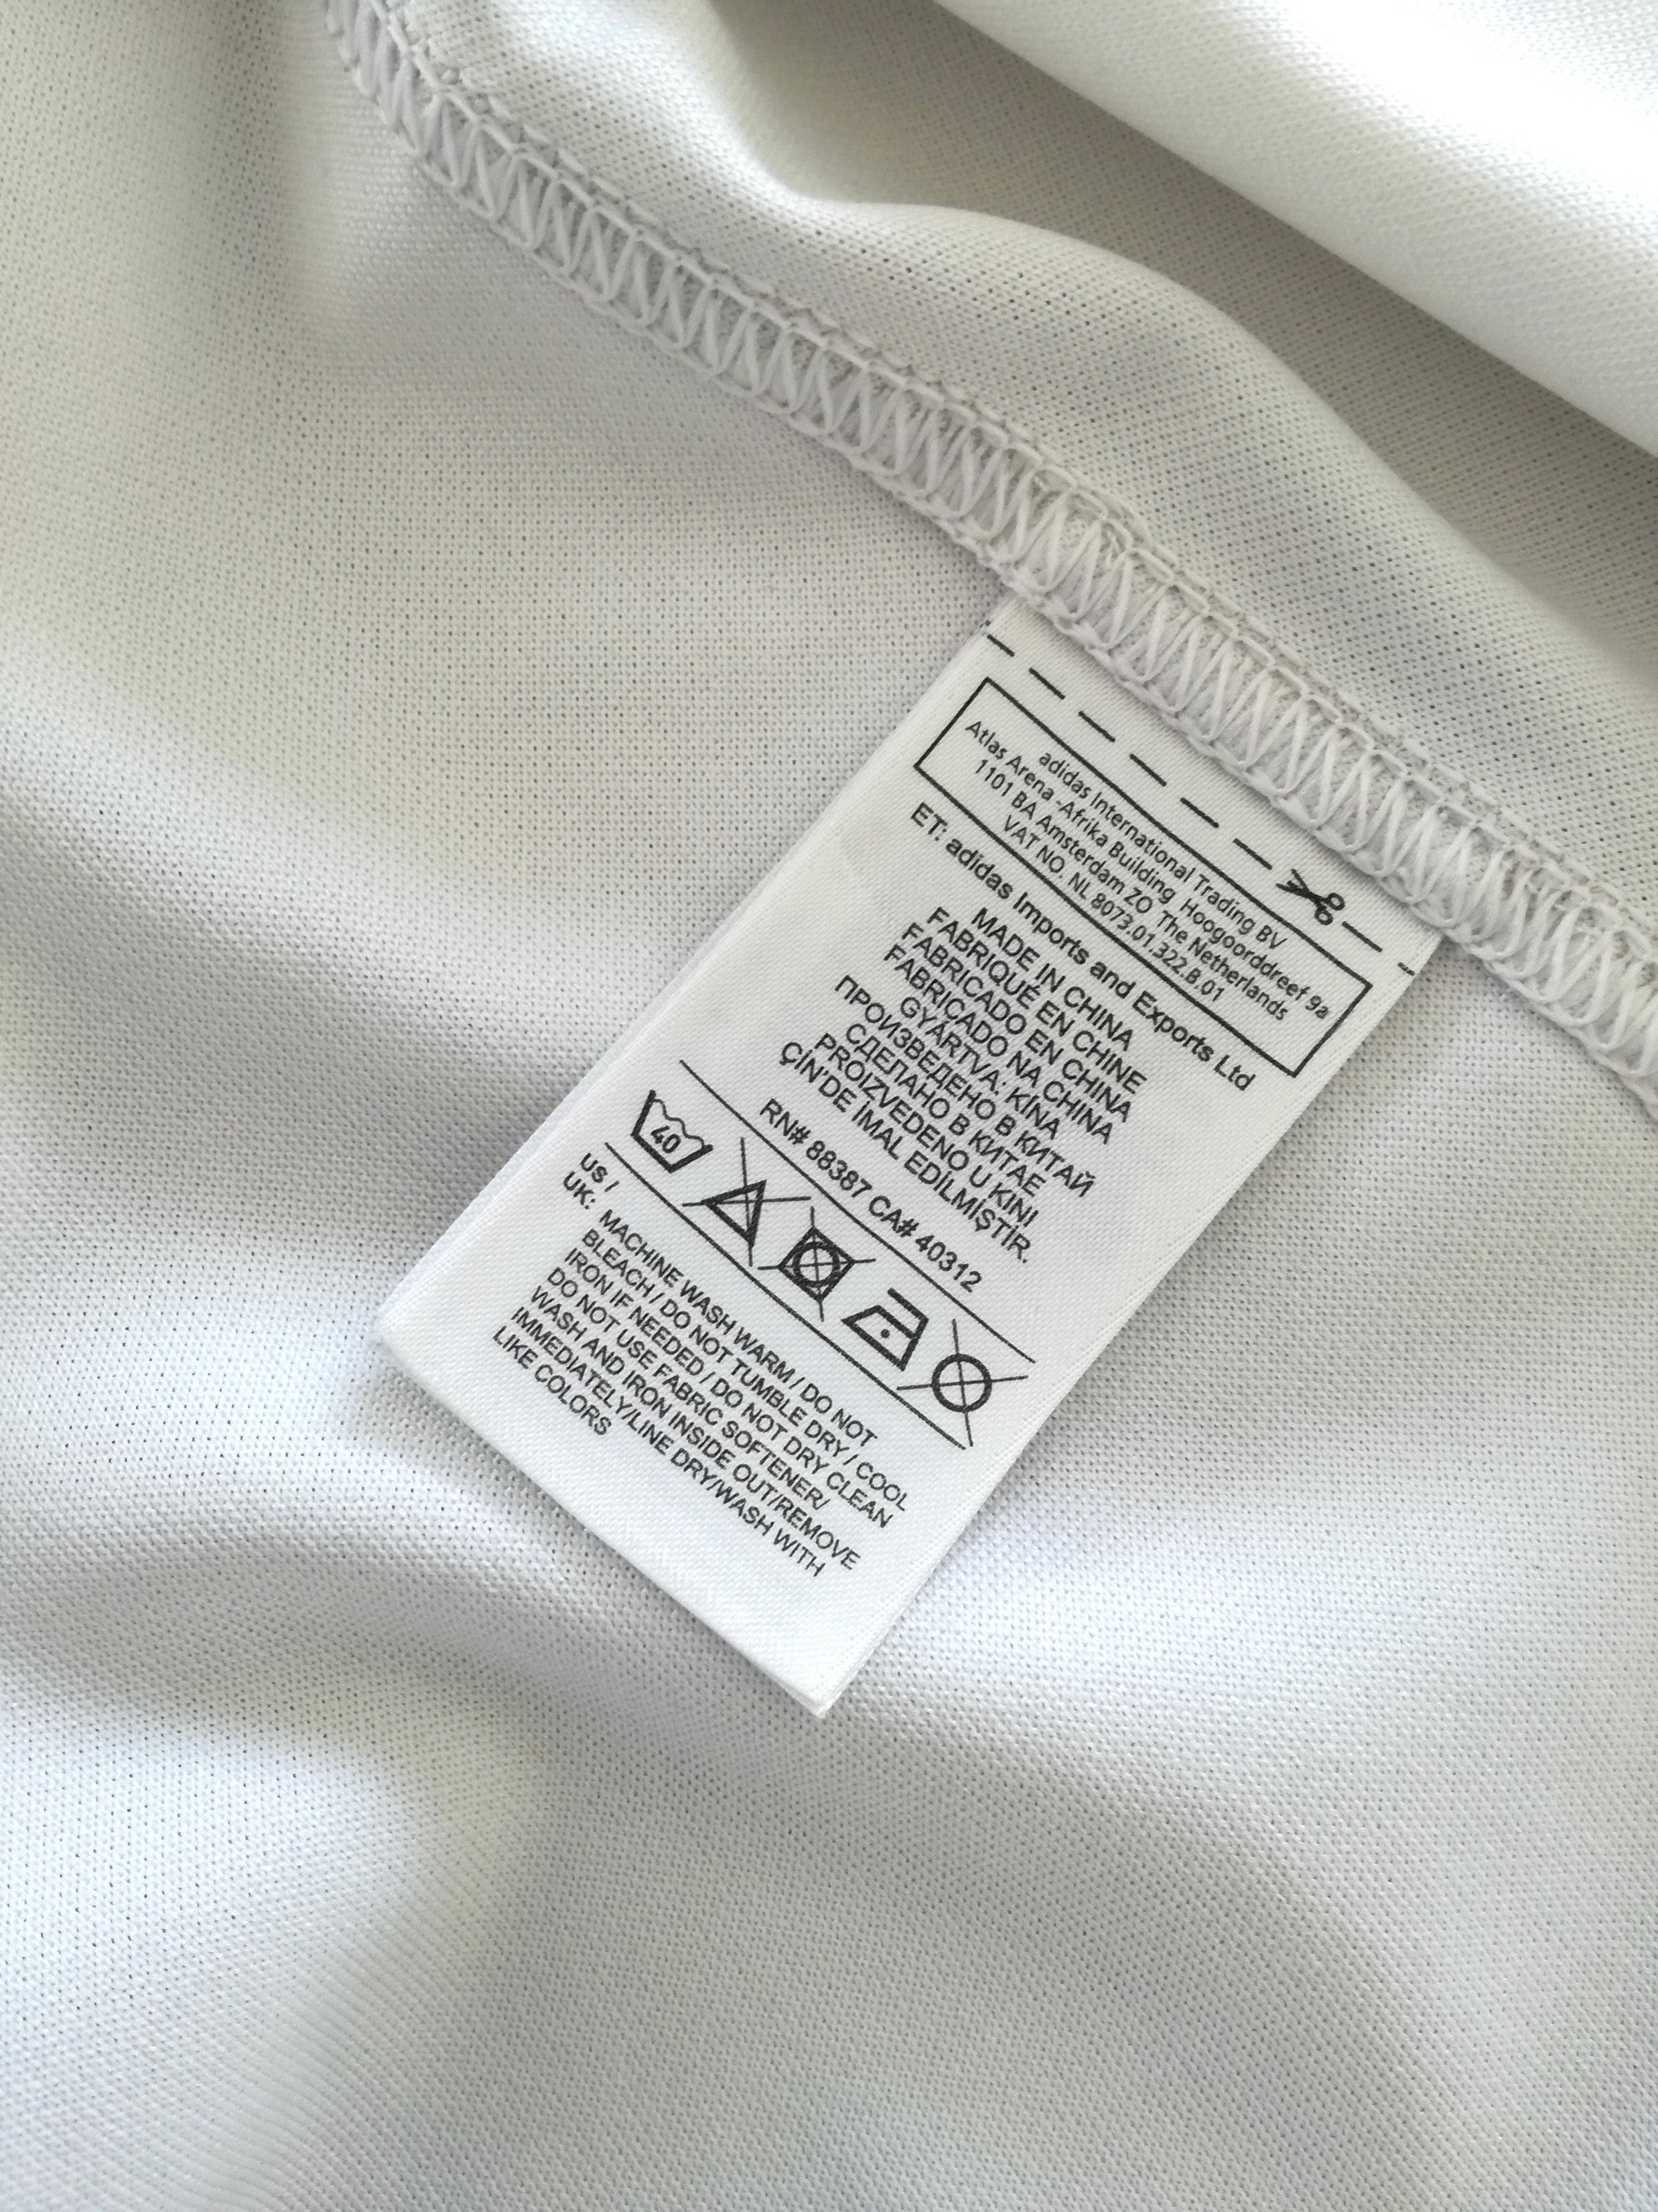 adidas International Trading BV
Atlas Arena -Afrika Building Hoogoorddreef 9a
1101 BA Amsterdam ZO The Netherlands
VAT NO. NL 8073.01.322.B.01
ET: adidas Imports and Exports Ltd
MADE IN CHINA
FABRIQUÉ EN CHINE
FABRICADO EN CHINA
FABRICADO NA CHINA
GYÁRTVA: KÍNA
ПРОИЗВЕДЕНО В КИТАЙ
СДЕЛАНО В КИТАЕ
PROIZVEDENO U KINI
ÇİN'DE İMAL EDİLMİŞTİR.
RN# 88387 CA# 40312
40
US /
UK: MACHINE WASH WARM / DO NOT
BLEACH / DO NOT TUMBLE DRY / COOL
IRON IF NEEDED / DO NOT DRY CLEAN
DO NOT USE FABRIC SOFTENER/
WASH AND IRON INSIDE OUT/REMOVE
IMMEDIATELY/LINE DRY/WASH WITH
LIKE COLORS